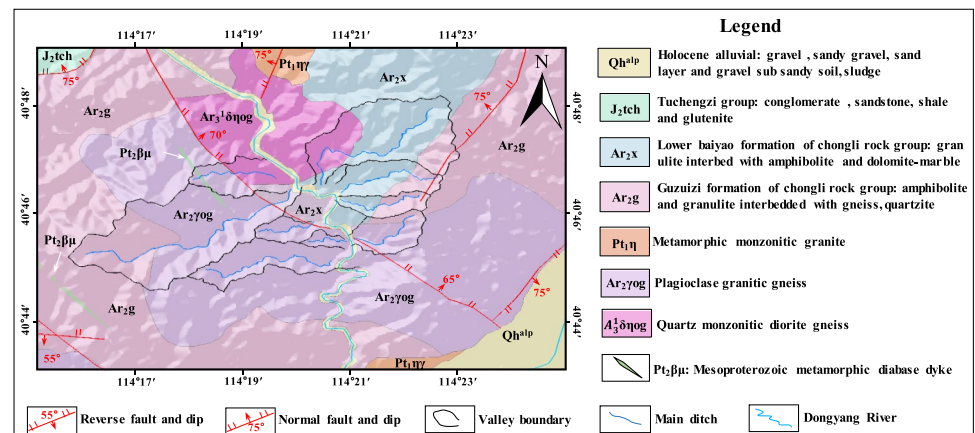 114°17' 114°19' 114°21' 114°23'
Legend
J₂tch
75°
75°
Pt₁ηγ
Ar₂x
N
40°48'
40°48'
Ar₂g
Ar₃¹δηog
75°
Ar₂g
70°
Pt₂βμ
Ar₂γog
Ar₂x
40°46'
40°46'
Pt₂βμ
65°
75°
Ar₂g
Ar₂γog
40°44'
40°44'
55°
Qhᵃˡᵖ
Pt₁ηγ
114°17' 114°19' 114°21' 114°23'
Qhᵃˡᵖ Holocene alluvial: gravel , sandy gravel, sand
layer and gravel sub sandy soil, sludge
J₂tch Tuchengzi group: conglomerate , sandstone, shale
and glutenite
Ar₂x Lower baiyao formation of chongli rock group: gran
ulite interbed with amphibolite and dolomite-marble
Ar₂g Guzuizi formation of chongli rock group: amphibolite
and granulite interbedded with gneiss, quartzite
Pt₁η Metamorphic monzonitic granite
Ar₂γog Plagioclase granitic gneiss
A₃¹δηog Quartz monzonitic diorite gneiss
Pt₂βμ: Mesoproterozoic metamorphic diabase dyke
55° Reverse fault and dip
75° Normal fault and dip
Valley boundary
Main ditch
Dongyang River